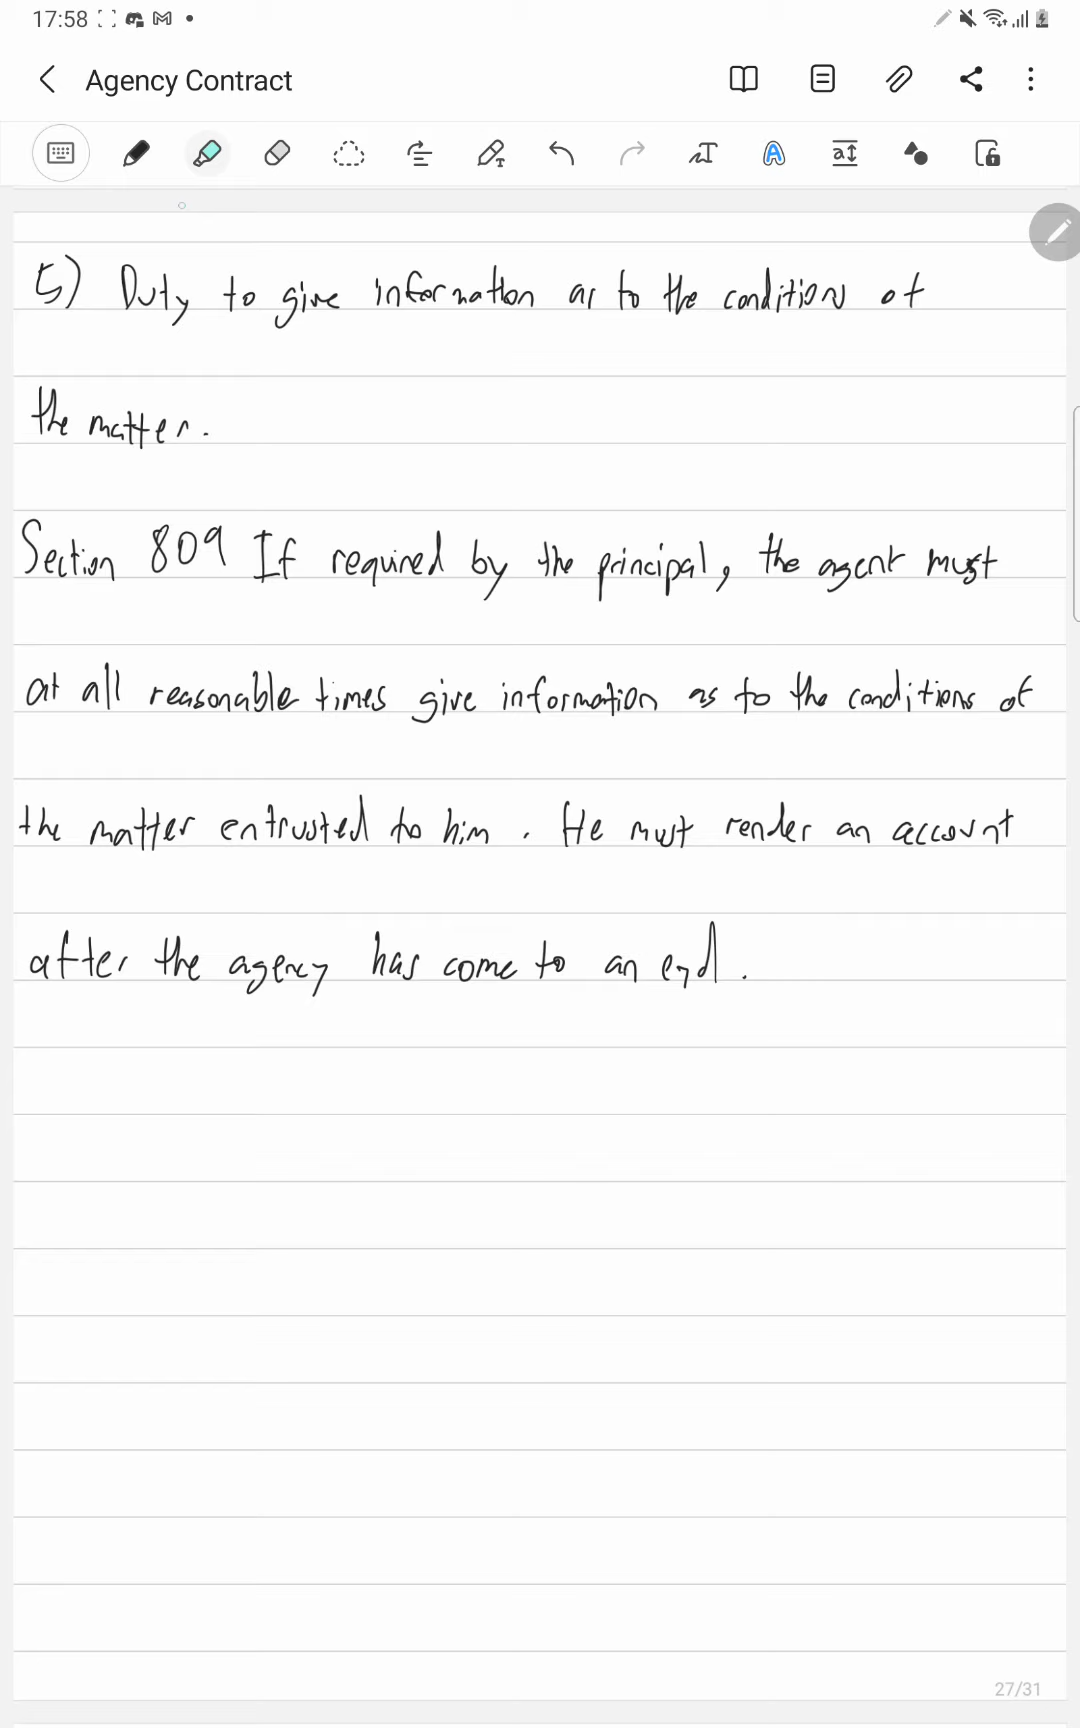 17:58
Agency Contract
5) Duty to give information as to the condition of
the matter.
Section 809 If required by the principal, the agent must
at all reasonable times give information as to the conditions of
the matter entrusted to him. He must render an account
after the agency has come to an end.
27/31